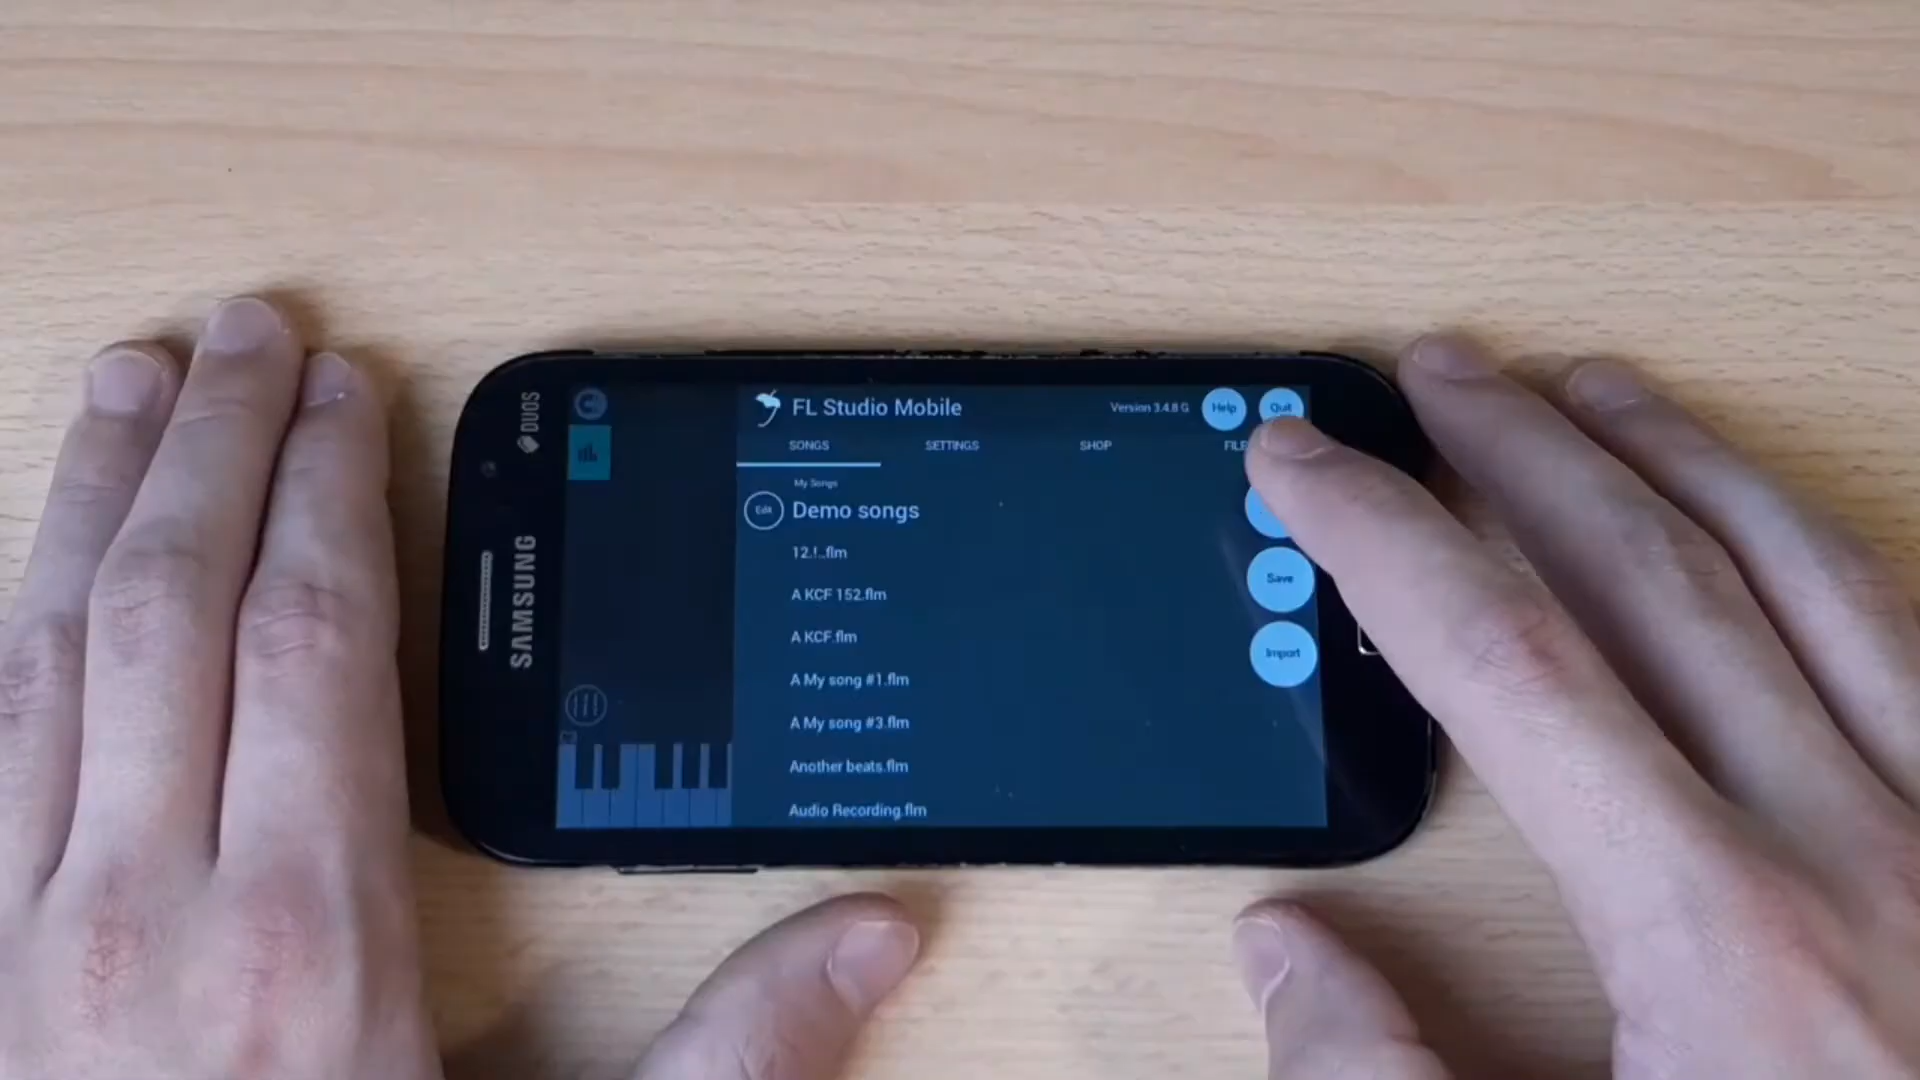 DUOS
SAMSUNG
FL Studio Mobile
Version 3.4.8 G
Help
Quit
SONGS
SETTINGS
SHOP
My Songs
Edit
Demo songs
12.!..flm
A KCF 152.flm
Save
A KCF.flm
Import
A My song #1.flm
A My song #3.flm
Another beats.flm
Audio Recording.flm